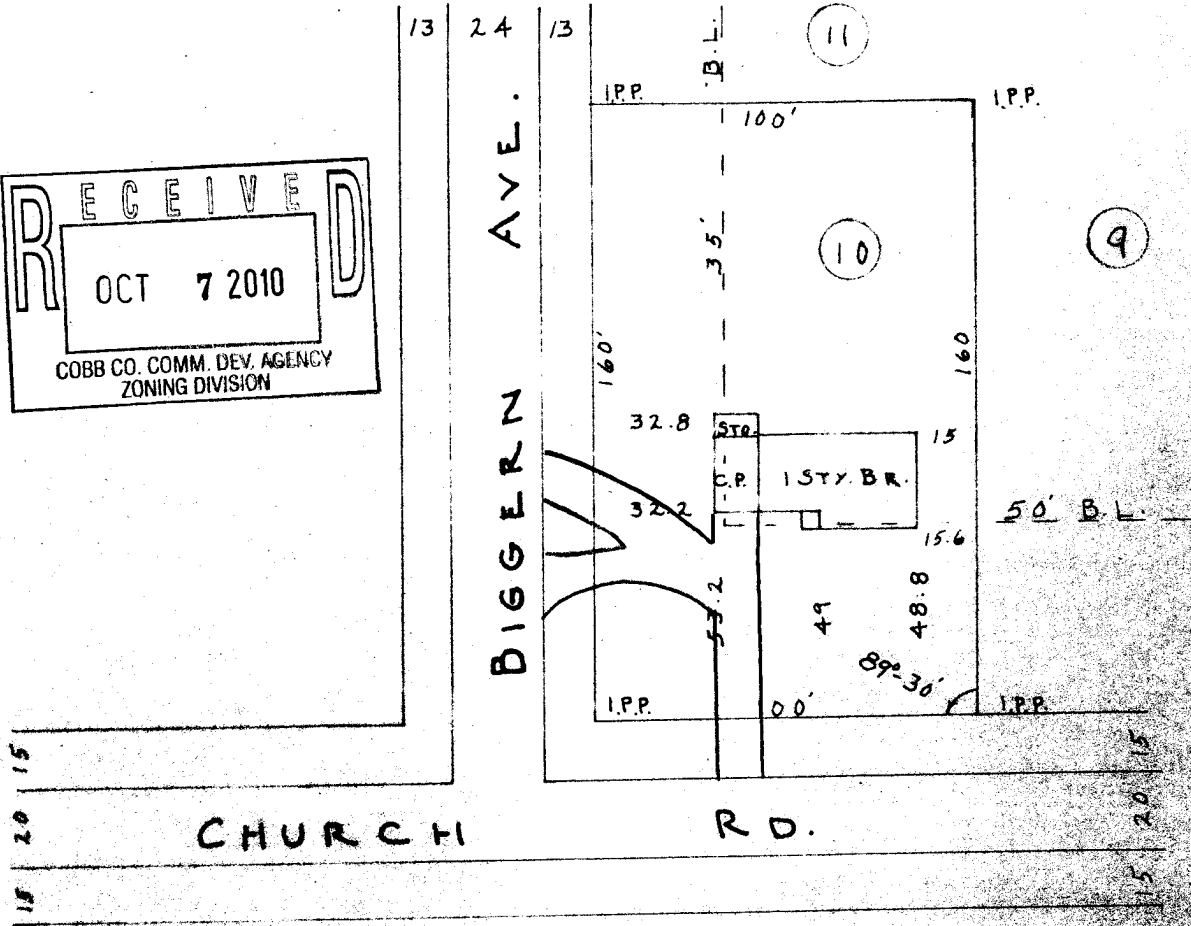 13 24 13
B.L.
11
I.P.P.
100'
I.P.P.
RECEIVED
OCT 7 2010
COBB CO. COMM. DEV. AGENCY
ZONING DIVISION
BIGGERN AVE.
35'
10
9
160'
160
32.8
STO.
15
C.P.
1 STY. BR.
32.2
50' B.L.
15.6
53.2
49
48.8
89°-30'
I.P.P.
00'
I.P.P.
15
20
15
CHURCH RD.
15
20
15